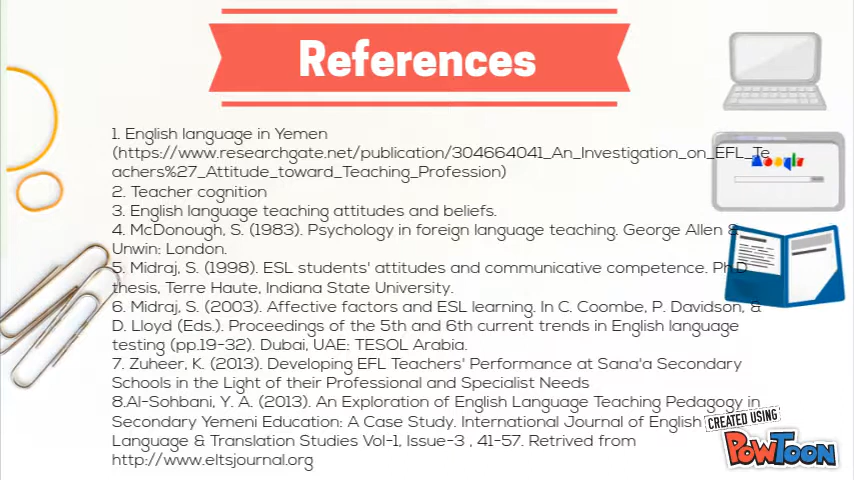 References
1. English language in Yemen
(https://www.researchgate.net/publication/304664041_An_Investigation_on_EFL_Te
achers%27_Attitude_toward_Teaching_Profession)
2. Teacher cognition
3. English language teaching attitudes and beliefs.
4. McDonough, S. (1983). Psychology in foreign language teaching. George Allen &
Unwin: London.
5. Midraj, S. (1998). ESL students' attitudes and communicative competence. Ph.D
thesis, Terre Haute, Indiana State University.
6. Midraj, S. (2003). Affective factors and ESL learning. In C. Coombe, P. Davidson, &
D. Lloyd (Eds.). Proceedings of the 5th and 6th current trends in English language
testing (pp.19-32). Dubai, UAE: TESOL Arabia.
7. Zuheer, K. (2013). Developing EFL Teachers' Performance at Sana'a Secondary
Schools in the Light of their Professional and Specialist Needs
8.Al-Sohbani, Y. A. (2013). An Exploration of English Language Teaching Pedagogy in
Secondary Yemeni Education: A Case Study. International Journal of English
Language & Translation Studies Vol-1, Issue-3 , 41-57. Retrived from
http://www.eltsjournal.org
Google
CREATED USING
POWTOON